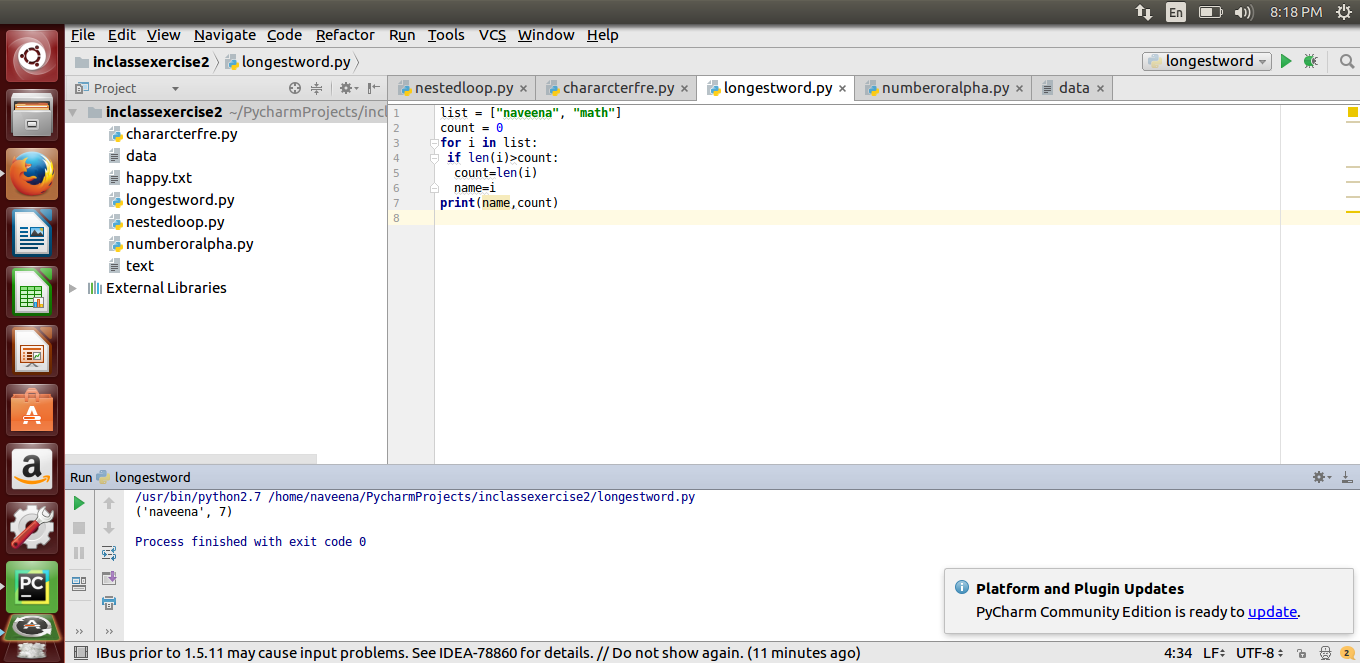 En 8:18 PM
File Edit View Navigate Code Refactor Run Tools VCS Window Help
inclassexercise2 longestword.py longestword
Project nestedloop.py × chararcterfre.py × longestword.py × numberoralpha.py × data ×
inclassexercise2 ~/PycharmProjects/incl
chararcterfre.py
data
happy.txt
longestword.py
nestedloop.py
numberoralpha.py
text
External Libraries
1 list = ["naveena", "math"]
2 count = 0
3 for i in list:
4 if len(i)>count:
5 count=len(i)
6 name=i
7 print(name,count)
8
Run longestword
/usr/bin/python2.7 /home/naveena/PycharmProjects/inclassexercise2/longestword.py
('naveena', 7)
Process finished with exit code 0
Platform and Plugin Updates
PyCharm Community Edition is ready to update.
PC
a
A
>> >>
IBus prior to 1.5.11 may cause input problems. See IDEA-78860 for details. // Do not show again. (11 minutes ago) 4:34 LF÷ UTF-8 ÷ 2